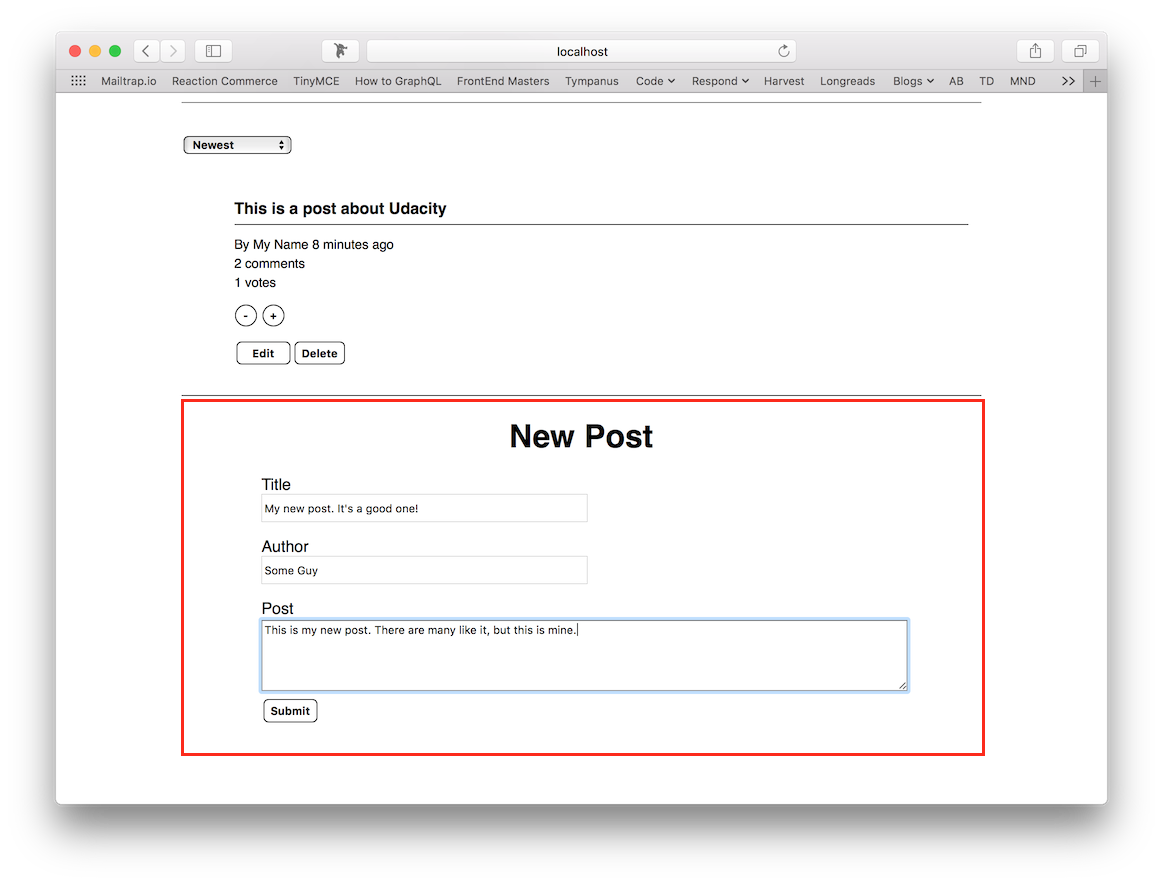 localhost
Mailtrap.io Reaction Commerce TinyMCE How to GraphQL FrontEnd Masters Tympanus Code Respond Harvest Longreads Blogs AB TD MND
Newest
This is a post about Udacity
By My Name 8 minutes ago
2 comments
1 votes
- +
Edit Delete
New Post
Title
My new post. It's a good one!
Author
Some Guy
Post
This is my new post. There are many like it, but this is mine.
Submit